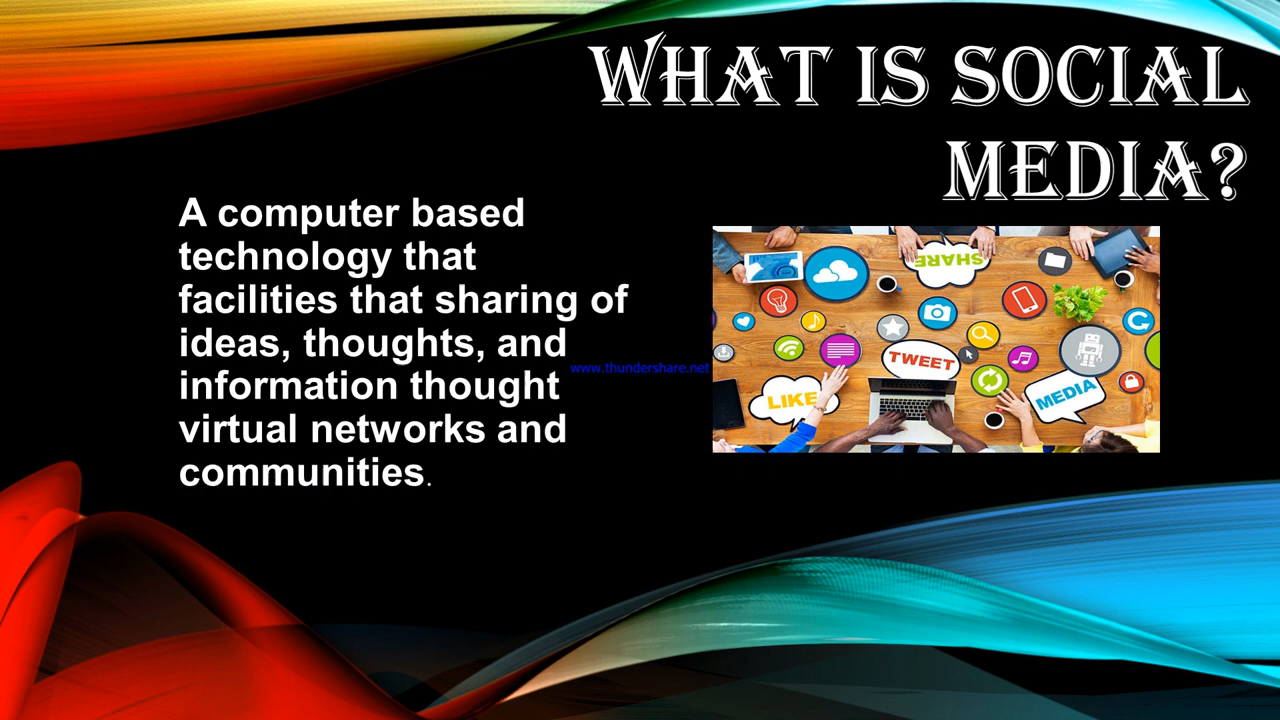 WHAT IS SOCIAL
MEDIA?
A computer based
technology that
facilities that sharing of
ideas, thoughts, and
information thought
virtual networks and
communities.
www.thundershare.net
SHARE
TWEET
LIKE
MEDIA